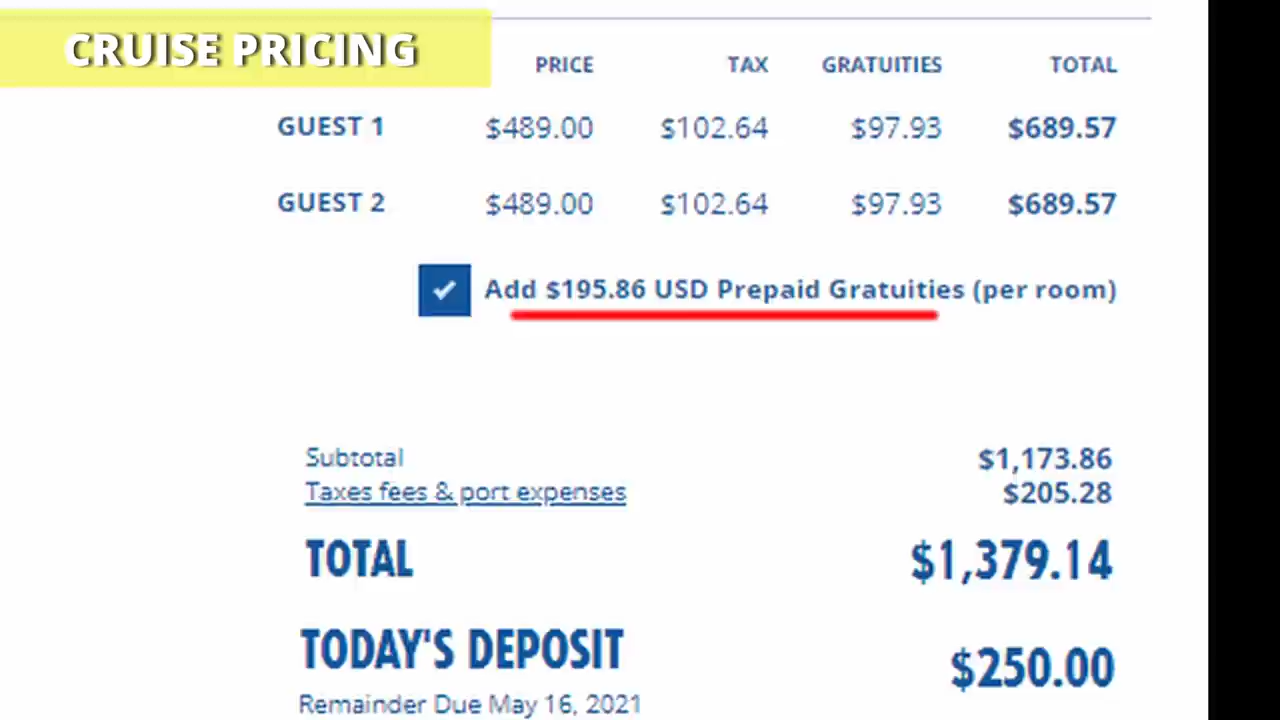 CRUISE PRICING
PRICE TAX GRATUITIES TOTAL
GUEST 1 $489.00 $102.64 $97.93 $689.57
GUEST 2 $489.00 $102.64 $97.93 $689.57
Add $195.86 USD Prepaid Gratuities (per room)
Subtotal $1,173.86
Taxes fees & port expenses $205.28
TOTAL $1,379.14
TODAY'S DEPOSIT $250.00
Remainder Due May 16, 2021